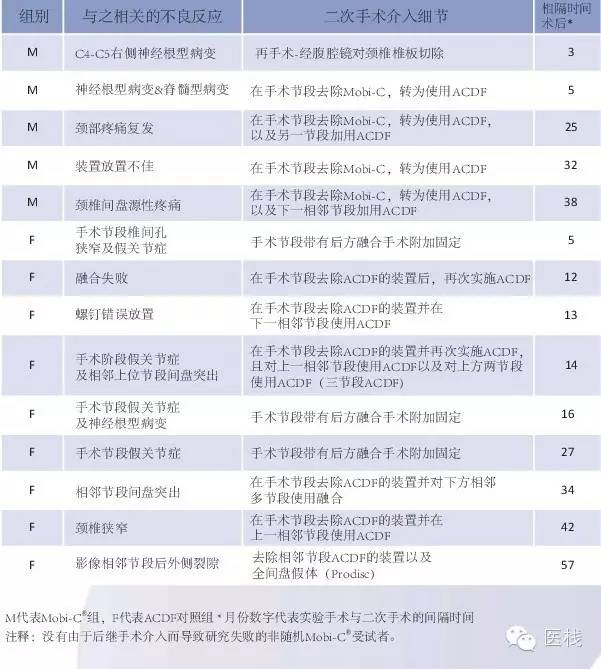 组别 与之相关的不良反应 二次手术介入细节 相隔时间
术后*
M C4-C5右侧神经根型病变 再手术-经腹腔镜对颈椎椎板切除 3
M 神经根型病变&脊髓型病变 在手术节段去除Mobi-C，转为使用ACDF 5
M 颈部疼痛复发 在手术节段去除Mobi-C，转为使用ACDF，
以及另一节段加用ACDF 25
M 装置放置不佳 在手术节段去除Mobi-C，转为使用ACDF 32
M 颈椎间盘源性疼痛 在手术节段去除Mobi-C，转为使用ACDF，
以及下一相邻节段加用ACDF 38
F 手术节段椎间孔
狭窄及假关节症 手术节段带有后方融合手术附加固定 5
F 融合失败 在手术节段去除ACDF的装置后，再次实施ACDF 12
F 螺钉错误放置 在手术节段去除ACDF的装置并在
下一相邻节段使用ACDF 13
F 手术阶段假关节症
及相邻上位节段间盘突出 在手术节段去除ACDF的装置并再次实施ACDF，
且对上一相邻节段使用ACDF以及对上方两节段
使用ACDF（三节段ACDF） 14
F 手术节段假关节症
及神经根型病变 手术节段带有后方融合手术附加固定 16
F 手术节段假关节症 手术节段带有后方融合手术附加固定 27
F 相邻节段间盘突出 在手术节段去除ACDF的装置并对下方相邻
多节段使用融合 34
F 颈椎狭窄 在手术节段去除ACDF的装置并在
上一相邻节段使用ACDF 42
F 影像相邻节段后外侧裂隙 去除相邻节段ACDF的装置以及
全间盘假体（Prodisc） 57
M代表Mobi-C®组，F代表ACDF对照组 *月份数字代表实验手术与二次手术的间隔时间
注释：没有由于后继手术介入而导致研究失败的非随机Mobi-C®受试者。
医栈